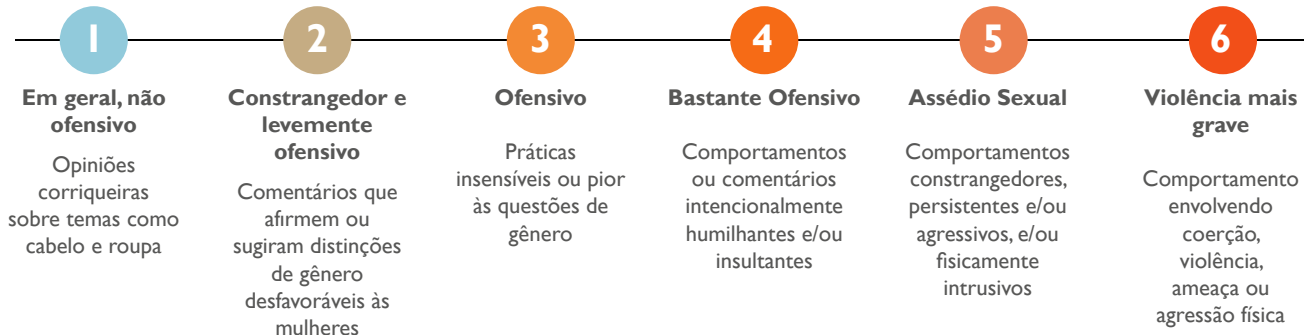 1
Em geral, não
ofensivo
Opiniões
corriqueiras
sobre temas como
cabelo e roupa
2
Constrangedor e
levemente
ofensivo
Comentários que
afirmem ou
sugiram distinções
de gênero
desfavoráveis às
mulheres
3
Ofensivo
Práticas
insensíveis ou pior
às questões de
gênero
4
Bastante Ofensivo
Comportamentos
ou comentários
intencionalmente
humilhantes e/ou
insultantes
5
Assédio Sexual
Comportamentos
constrangedores,
persistentes e/ou
agressivos, e/ou
fisicamente
intrusivos
6
Violência mais
grave
Comportamento
envolvendo
coerção,
violência,
ameaça ou
agressão física